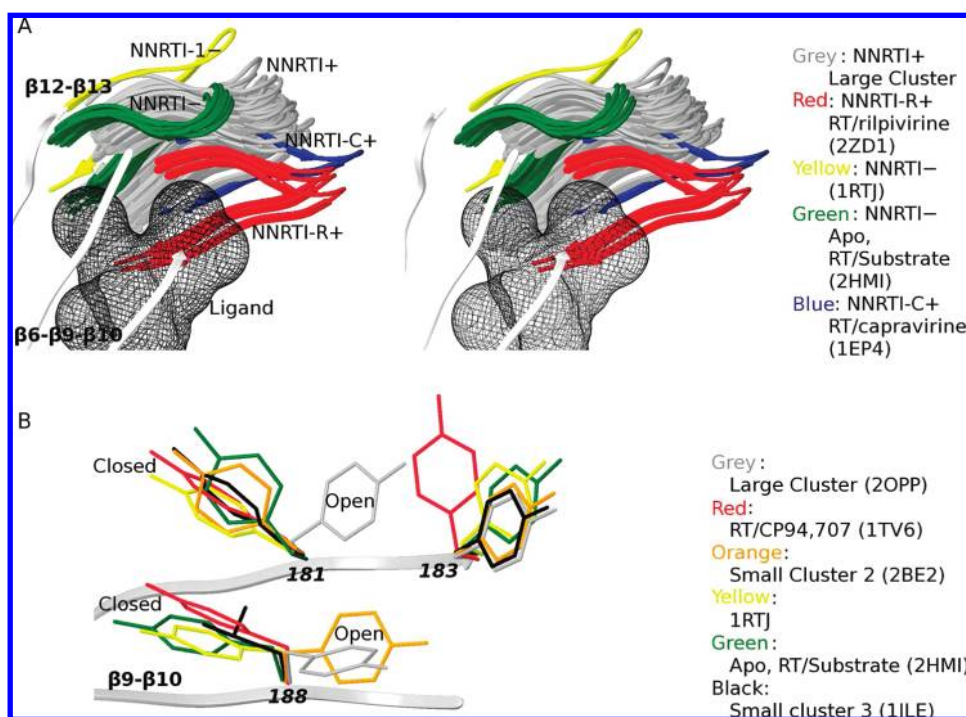 A
NNRTI-1−
NNRTI+
β12-β13
NNRTI−
NNRTI-C+
NNRTI-R+
Ligand
β6-β9-β10
Grey : NNRTI+
Large Cluster
Red: NNRTI-R+
RT/rilpivirine
(2ZD1)
Yellow: NNRTI−
(1RTJ)
Green : NNRTI−
Apo,
RT/Substrate
(2HMI)
Blue: NNRTI-C+
RT/capravirine
(1EP4)
B
Closed
Open
181
183
Closed
Open
β9-β10
188
Grey :
Large Cluster (2OPP)
Red:
RT/CP94,707 (1TV6)
Orange:
Small Cluster 2 (2BE2)
Yellow:
1RTJ
Green:
Apo, RT/Substrate (2HMI)
Black:
Small cluster 3 (1JLE)